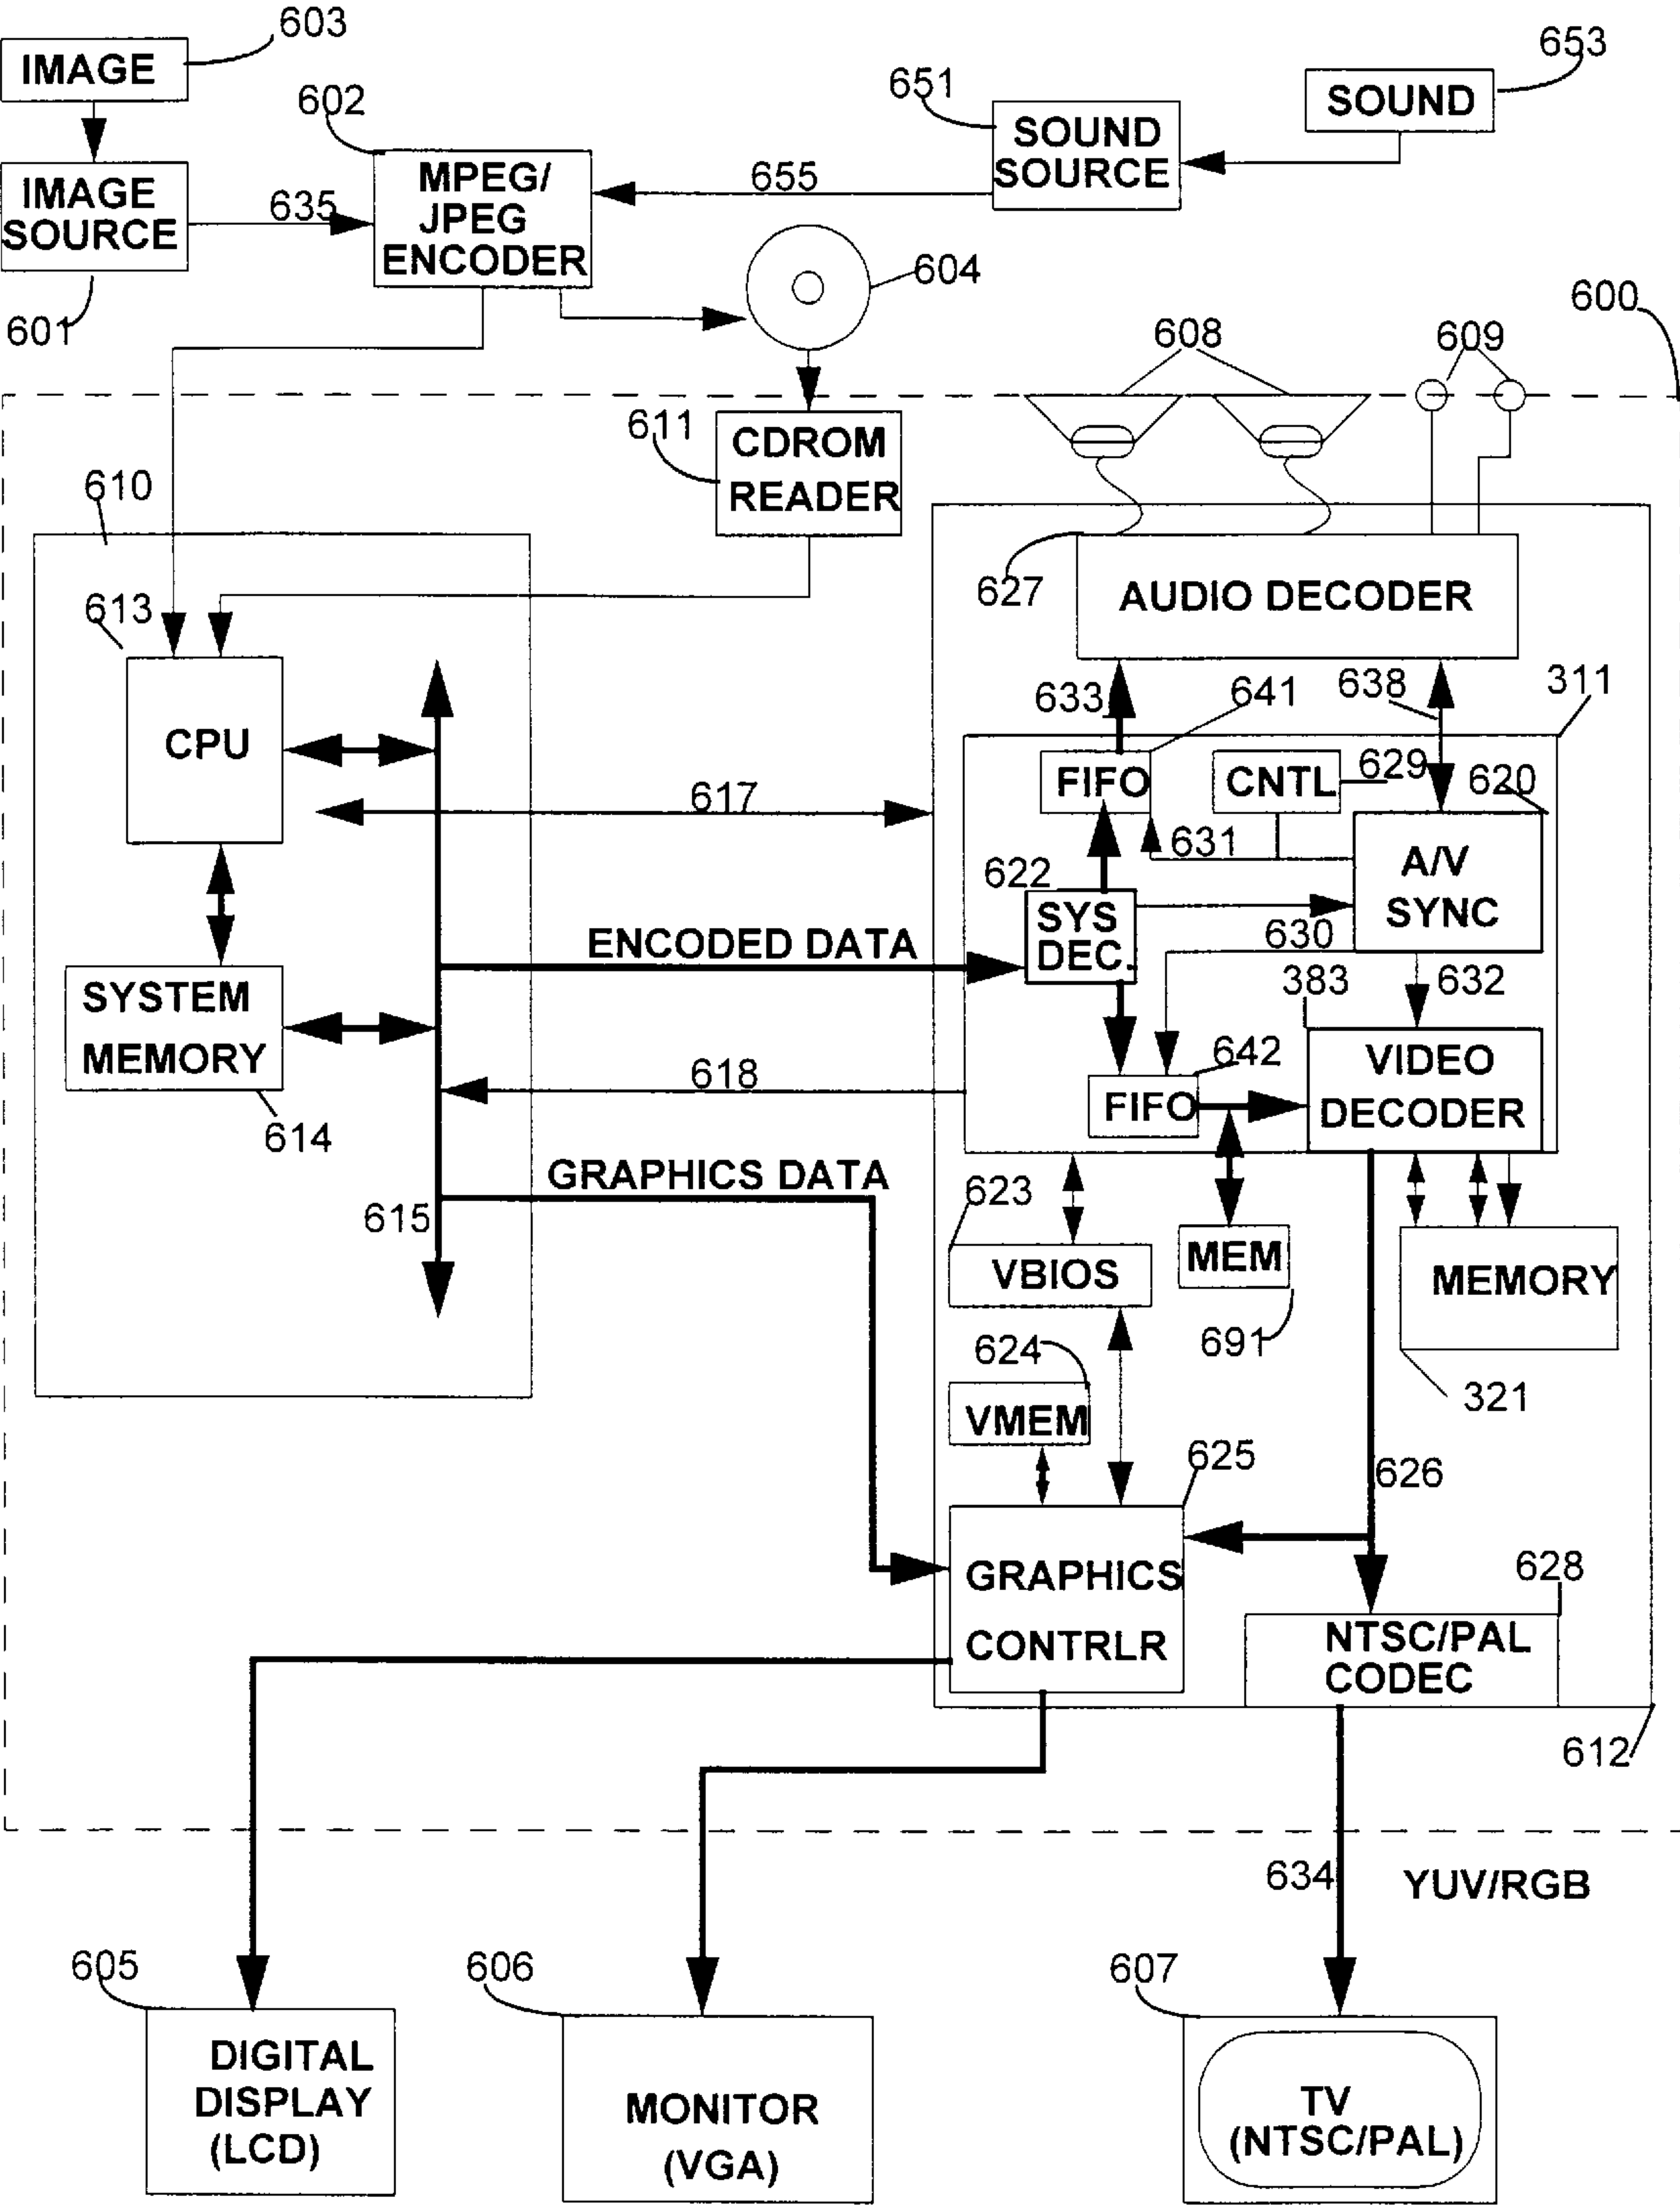 603
IMAGE
602
651
653
SOUND
SOUND
SOURCE
MPEG/
JPEG
ENCODER
655
IMAGE
SOURCE
635
604
601
600
608
609
611
CDROM
READER
610
627
AUDIO DECODER
613
CPU
633
641
638
311
FIFO
CNTL
629
620
617
631
A/V
SYNC
622
SYS
DEC.
630
ENCODED DATA
383
632
SYSTEM
MEMORY
642
VIDEO
DECODER
618
FIFO
614
GRAPHICS DATA
623
615
VBIOS
MEM
MEMORY
624
691
321
VMEM
625
626
GRAPHICS
CONTRLR
628
NTSC/PAL
CODEC
612
634
YUV/RGB
605
606
607
DIGITAL
DISPLAY
(LCD)
MONITOR
(VGA)
TV
(NTSC/PAL)